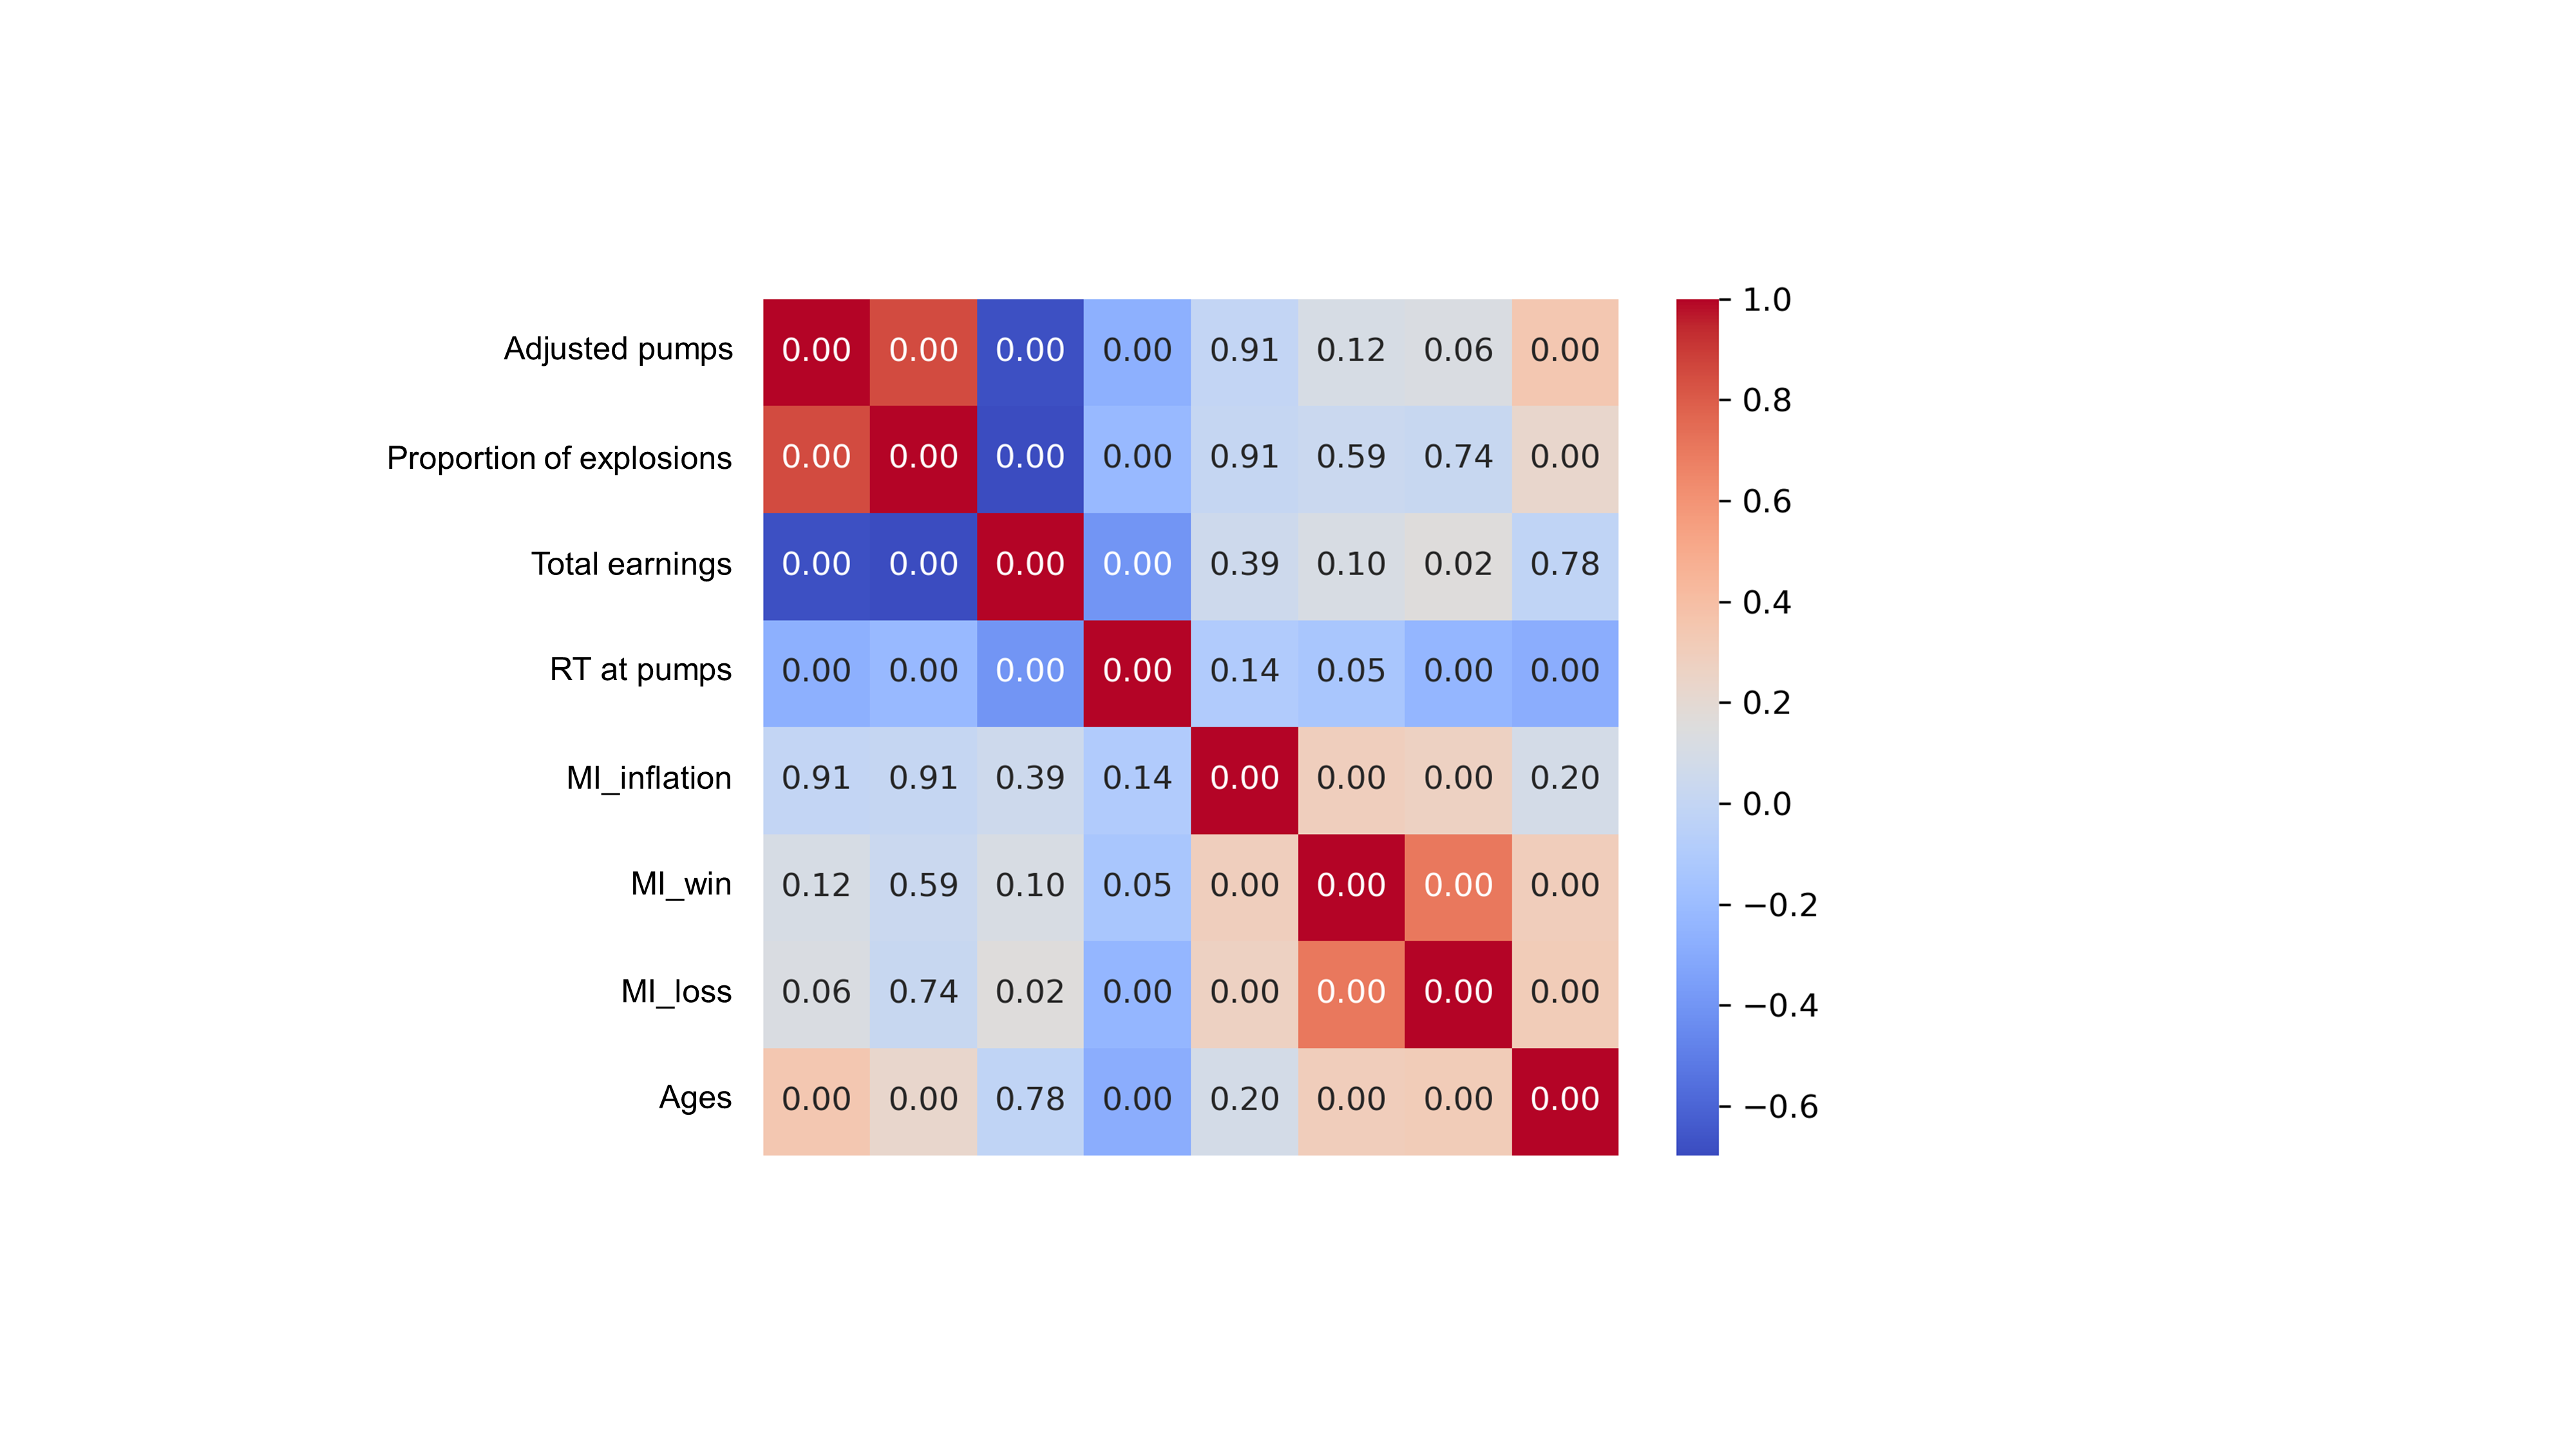 Adjusted pumps 0.00 0.00 0.00 0.00 0.91 0.12 0.06 0.00
Proportion of explosions 0.00 0.00 0.00 0.00 0.91 0.59 0.74 0.00
Total earnings 0.00 0.00 0.00 0.00 0.39 0.10 0.02 0.78
RT at pumps 0.00 0.00 0.00 0.00 0.14 0.05 0.00 0.00
MI_inflation 0.91 0.91 0.39 0.14 0.00 0.00 0.00 0.20
MI_win 0.12 0.59 0.10 0.05 0.00 0.00 0.00 0.00
MI_loss 0.06 0.74 0.02 0.00 0.00 0.00 0.00 0.00
Ages 0.00 0.00 0.78 0.00 0.20 0.00 0.00 0.00
1.0
0.8
0.6
0.4
0.2
0.0
−0.2
−0.4
−0.6